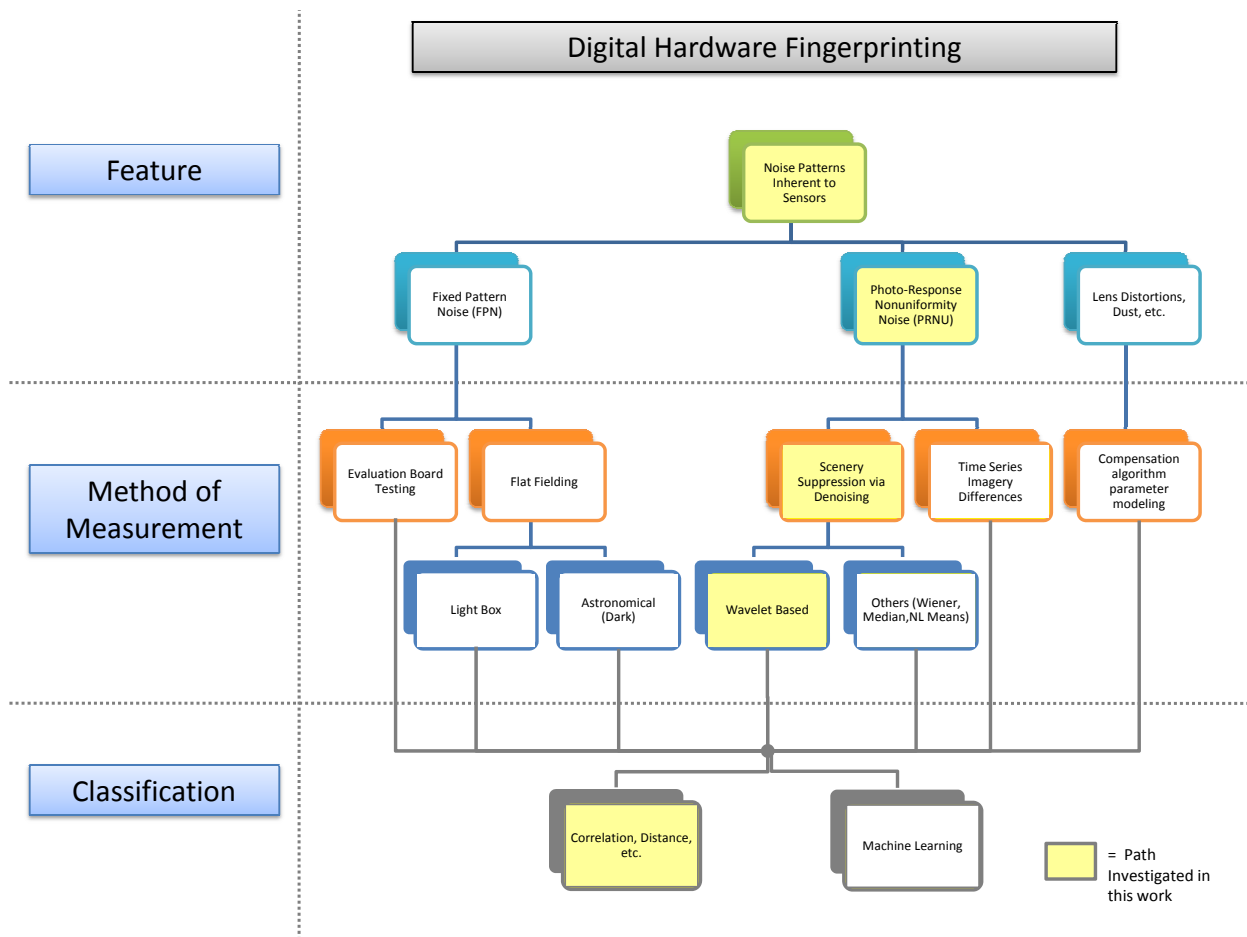 Digital Hardware Fingerprinting
Feature
Noise Patterns
Inherent to
Sensors
Fixed Pattern
Noise (FPN)
Photo-Response
Nonuniformity
Noise (PRNU)
Lens Distortions,
Dust, etc.
Method of
Measurement
Evaluation Board
Testing
Flat Fielding
Scenery
Suppression via
Denoising
Time Series
Imagery
Differences
Compensation
algorithm
parameter
modeling
Light Box
Astronomical
(Dark)
Wavelet Based
Others (Wiener,
Median,NL Means)
Classification
Correlation, Distance,
etc.
Machine Learning
= Path
Investigated in
this work